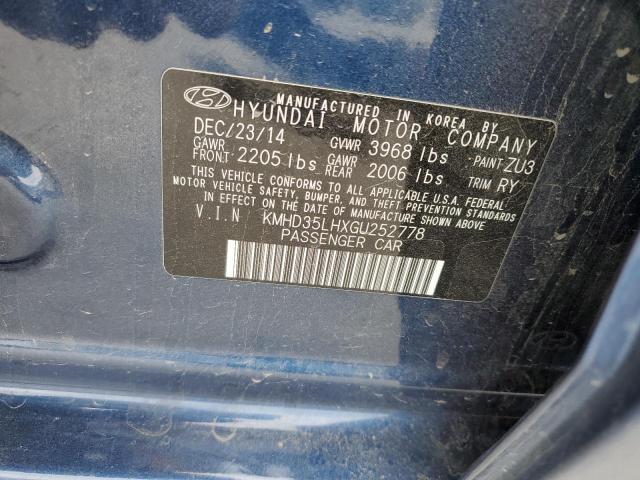 MANUFACTURED IN KOREA BY
HYUNDAI MOTOR COMPANY
DEC/23/14 GVWR 3968 lbs PAINT ZU3
GAWR FRONT 2205 lbs GAWR REAR 2006 lbs TRIM RY
THIS VEHICLE CONFORMS TO ALL APPLICABLE U.S.A. FEDERAL
MOTOR VEHICLE SAFETY, BUMPER, AND THEFT PREVENTION STANDARDS
IN EFFECT ON THE DATE OF MANUFACTURE SHOWN ABOVE
V.I.N KMHD35LHXGU252778
PASSENGER CAR